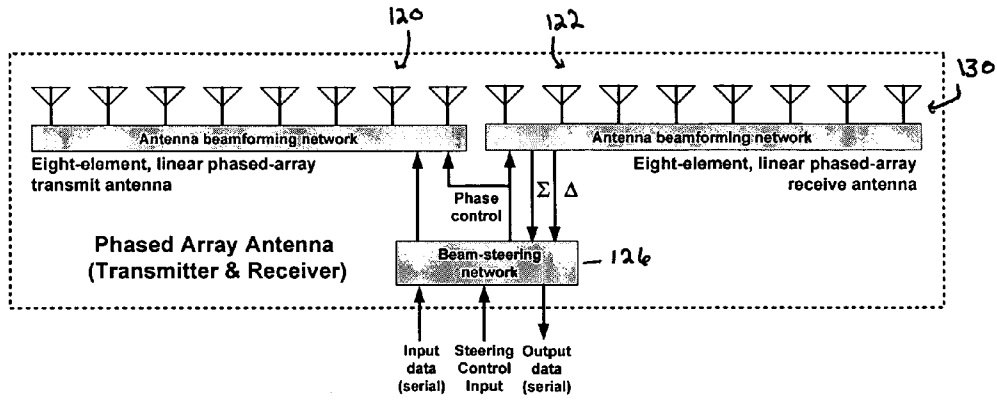 120
122
130
Antenna beamforming network
Antenna beamforming network
Eight-element, linear phased-array
transmit antenna
Eight-element, linear phased-array
receive antenna
Phase
control
Σ Δ
Phased Array Antenna
(Transmitter & Receiver)
Beam-steering
network
126
Input
data
(serial)
Steering
Control
Input
Output
data
(serial)